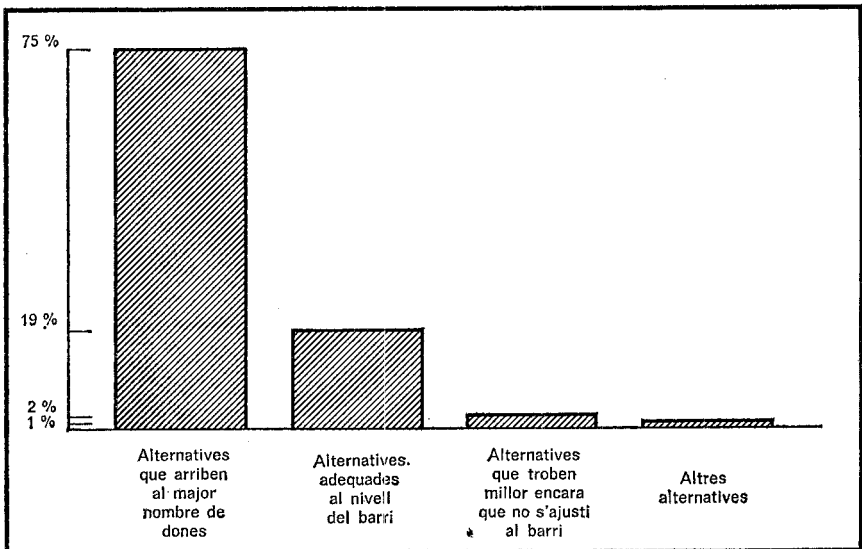 75 %
19 %
2 %
1 %
Alternatives
que arriben
al major
nombre de
dones
Alternatives.
adequades
al nivell
del barri
Alternatives
que troben
millor encara
que no s'ajusti
al barri
Altres
alternatives